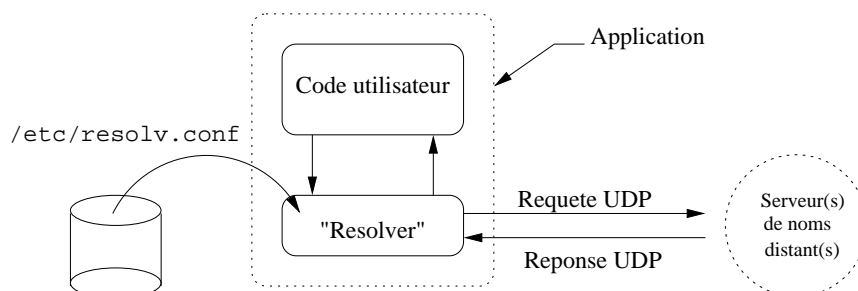 Application
Code utilisateur
/etc/resolv.conf
Requete UDP
"Resolver"
Reponse UDP
Serveur(s)
de noms
distant(s)